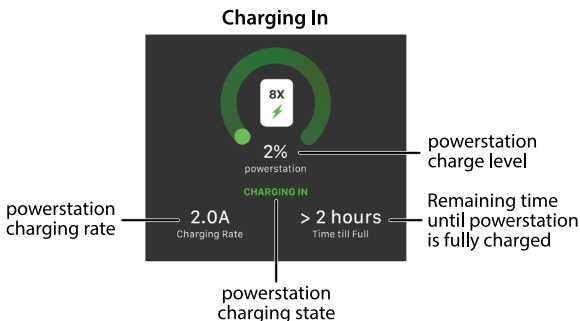 Charging In
8X
2%
powerstation
CHARGING IN
2.0A
Charging Rate
> 2 hours
Time till Full
powerstation
charge level
powerstation
charging rate
Remaining time
until powerstation
is fully charged
powerstation
charging state